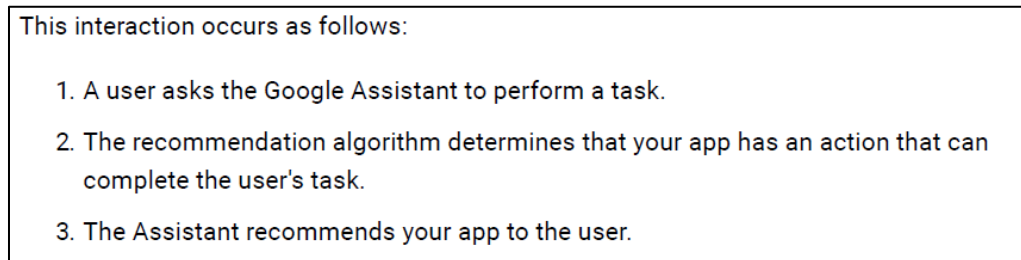 This interaction occurs as follows:
1. A user asks the Google Assistant to perform a task.
2. The recommendation algorithm determines that your app has an action that can
complete the user's task.
3. The Assistant recommends your app to the user.